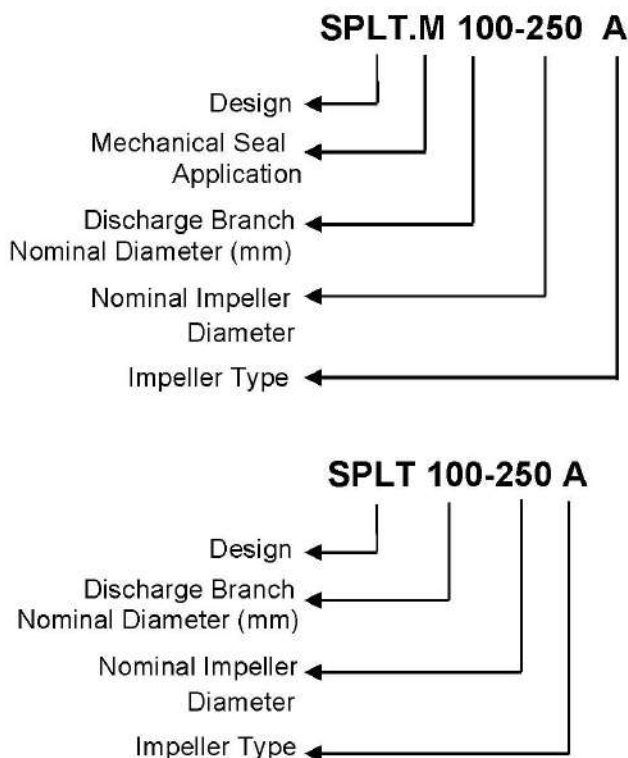 SPLT.M 100-250 A
Design
Mechanical Seal
Application
Discharge Branch
Nominal Diameter (mm)
Nominal Impeller
Diameter
Impeller Type
SPLT 100-250 A
Design
Discharge Branch
Nominal Diameter (mm)
Nominal Impeller
Diameter
Impeller Type